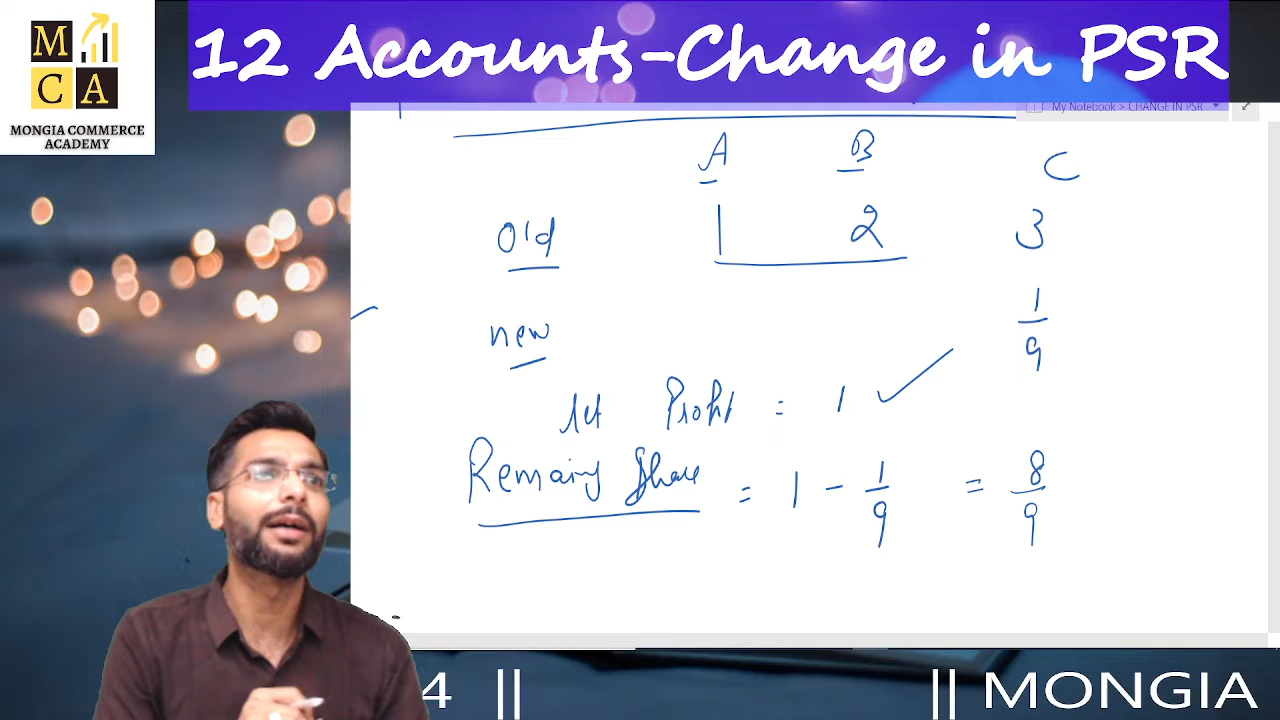 M
C A
MONGIA COMMERCE
ACADEMY
12 Accounts-Change in PSR
My Notebook > CHANGE IN PSR
A B C
Old 1 2 3
new 1/9
let Profit = 1 ✓
Remaing Share = 1 - 1/9 = 8/9
4 || || MONGIA